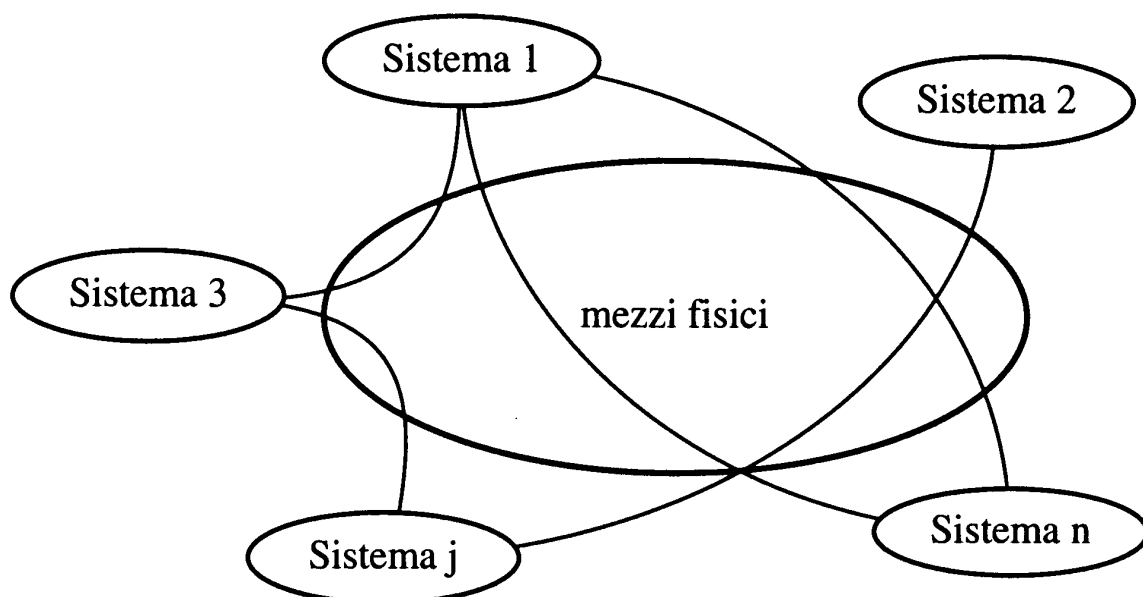 Sistema 1
Sistema 2
Sistema 3
mezzi fisici
Sistema j
Sistema n